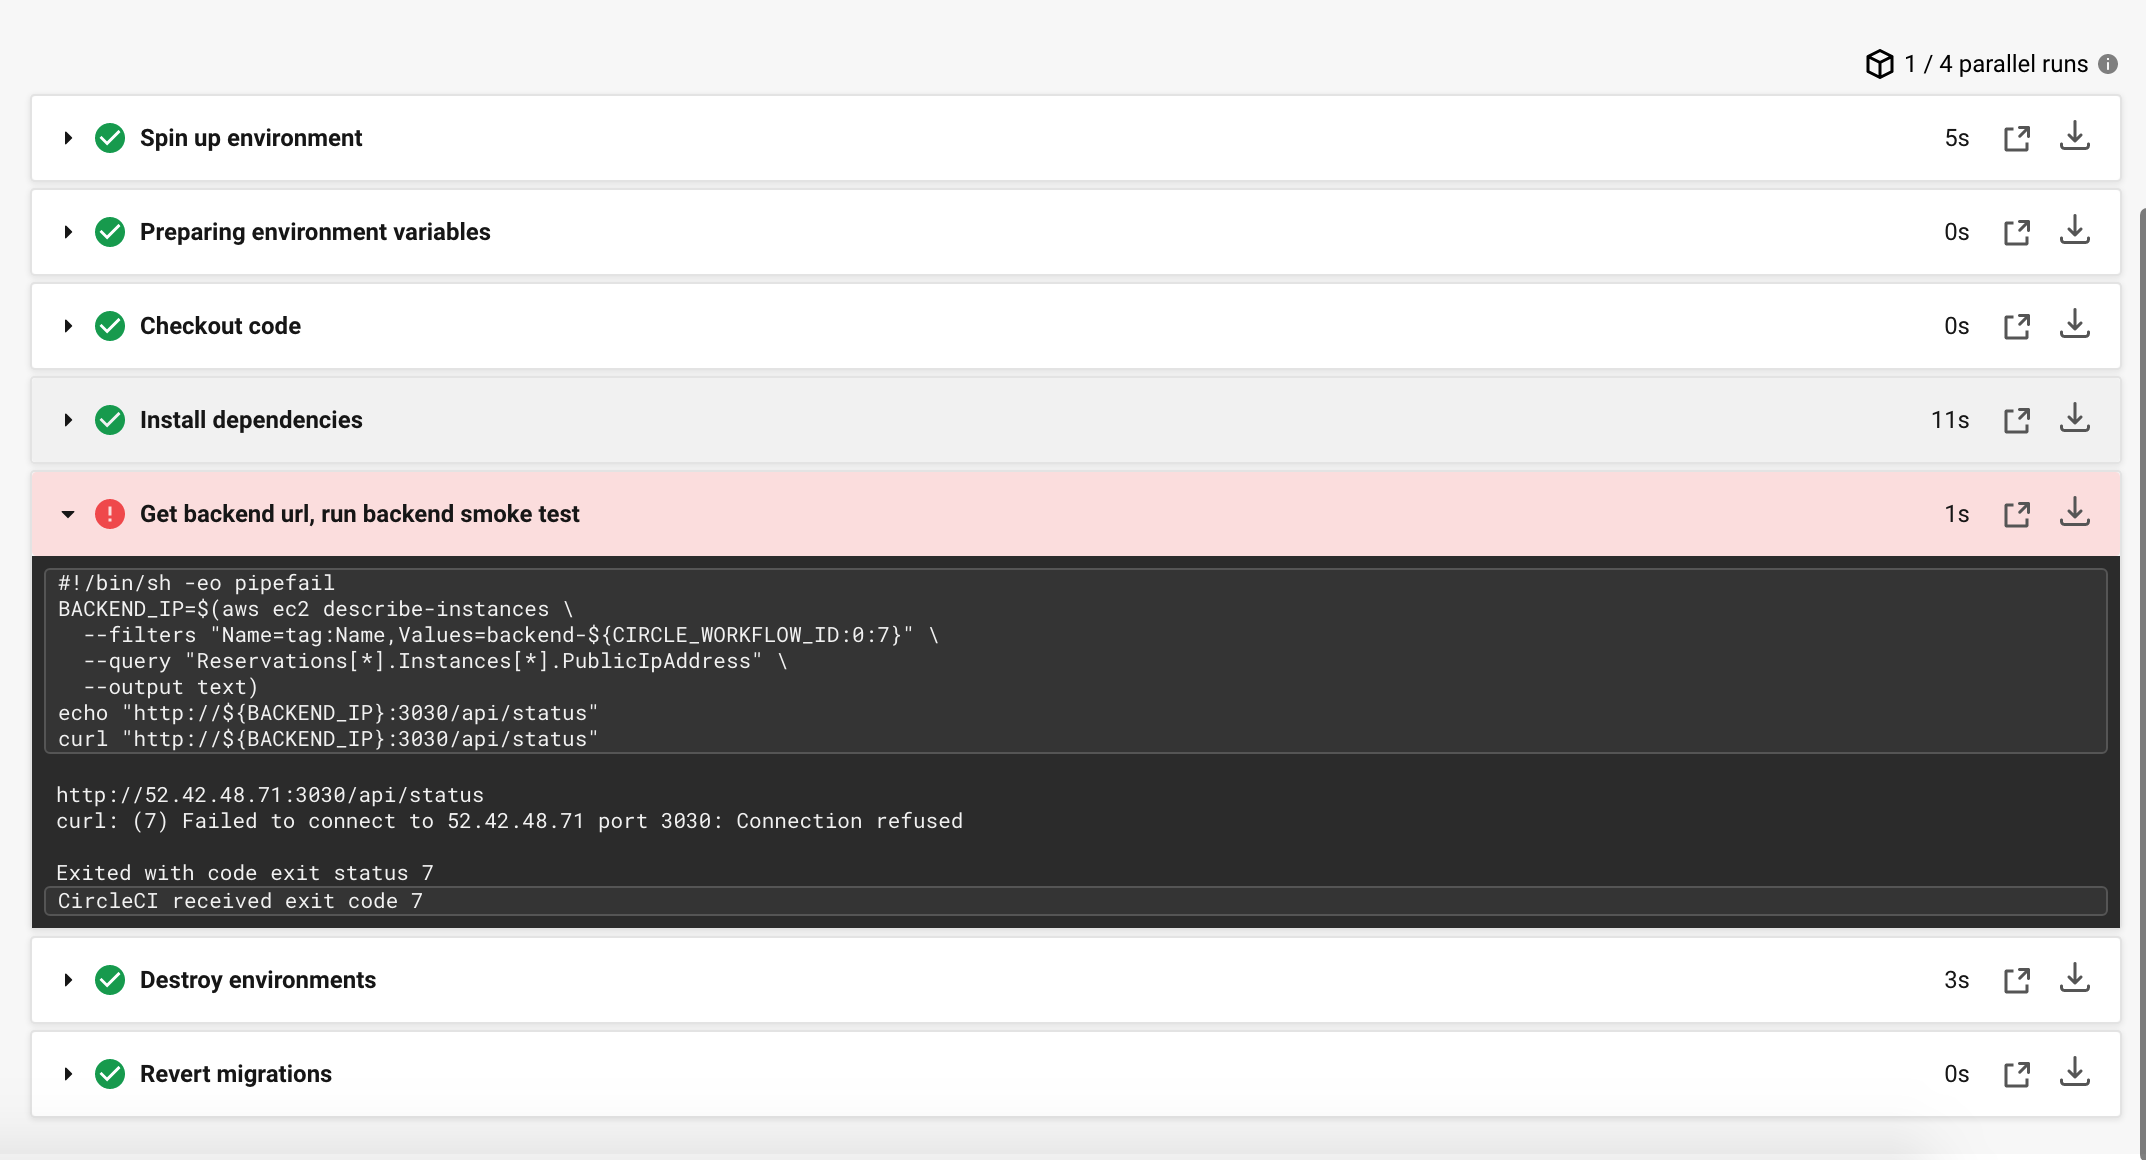 1 / 4 parallel runs
Spin up environment 5s
Preparing environment variables 0s
Checkout code 0s
Install dependencies 11s
Get backend url, run backend smoke test 1s
#!/bin/sh -eo pipefail
BACKEND_IP=$(aws ec2 describe-instances \
  --filters "Name=tag:Name,Values=backend-${CIRCLE_WORKFLOW_ID:0:7}" \
  --query "Reservations[*].Instances[*].PublicIpAddress" \
  --output text)
echo "http://${BACKEND_IP}:3030/api/status"
curl "http://${BACKEND_IP}:3030/api/status"
http://52.42.48.71:3030/api/status
curl: (7) Failed to connect to 52.42.48.71 port 3030: Connection refused
Exited with code exit status 7
CircleCI received exit code 7
Destroy environments 3s
Revert migrations 0s